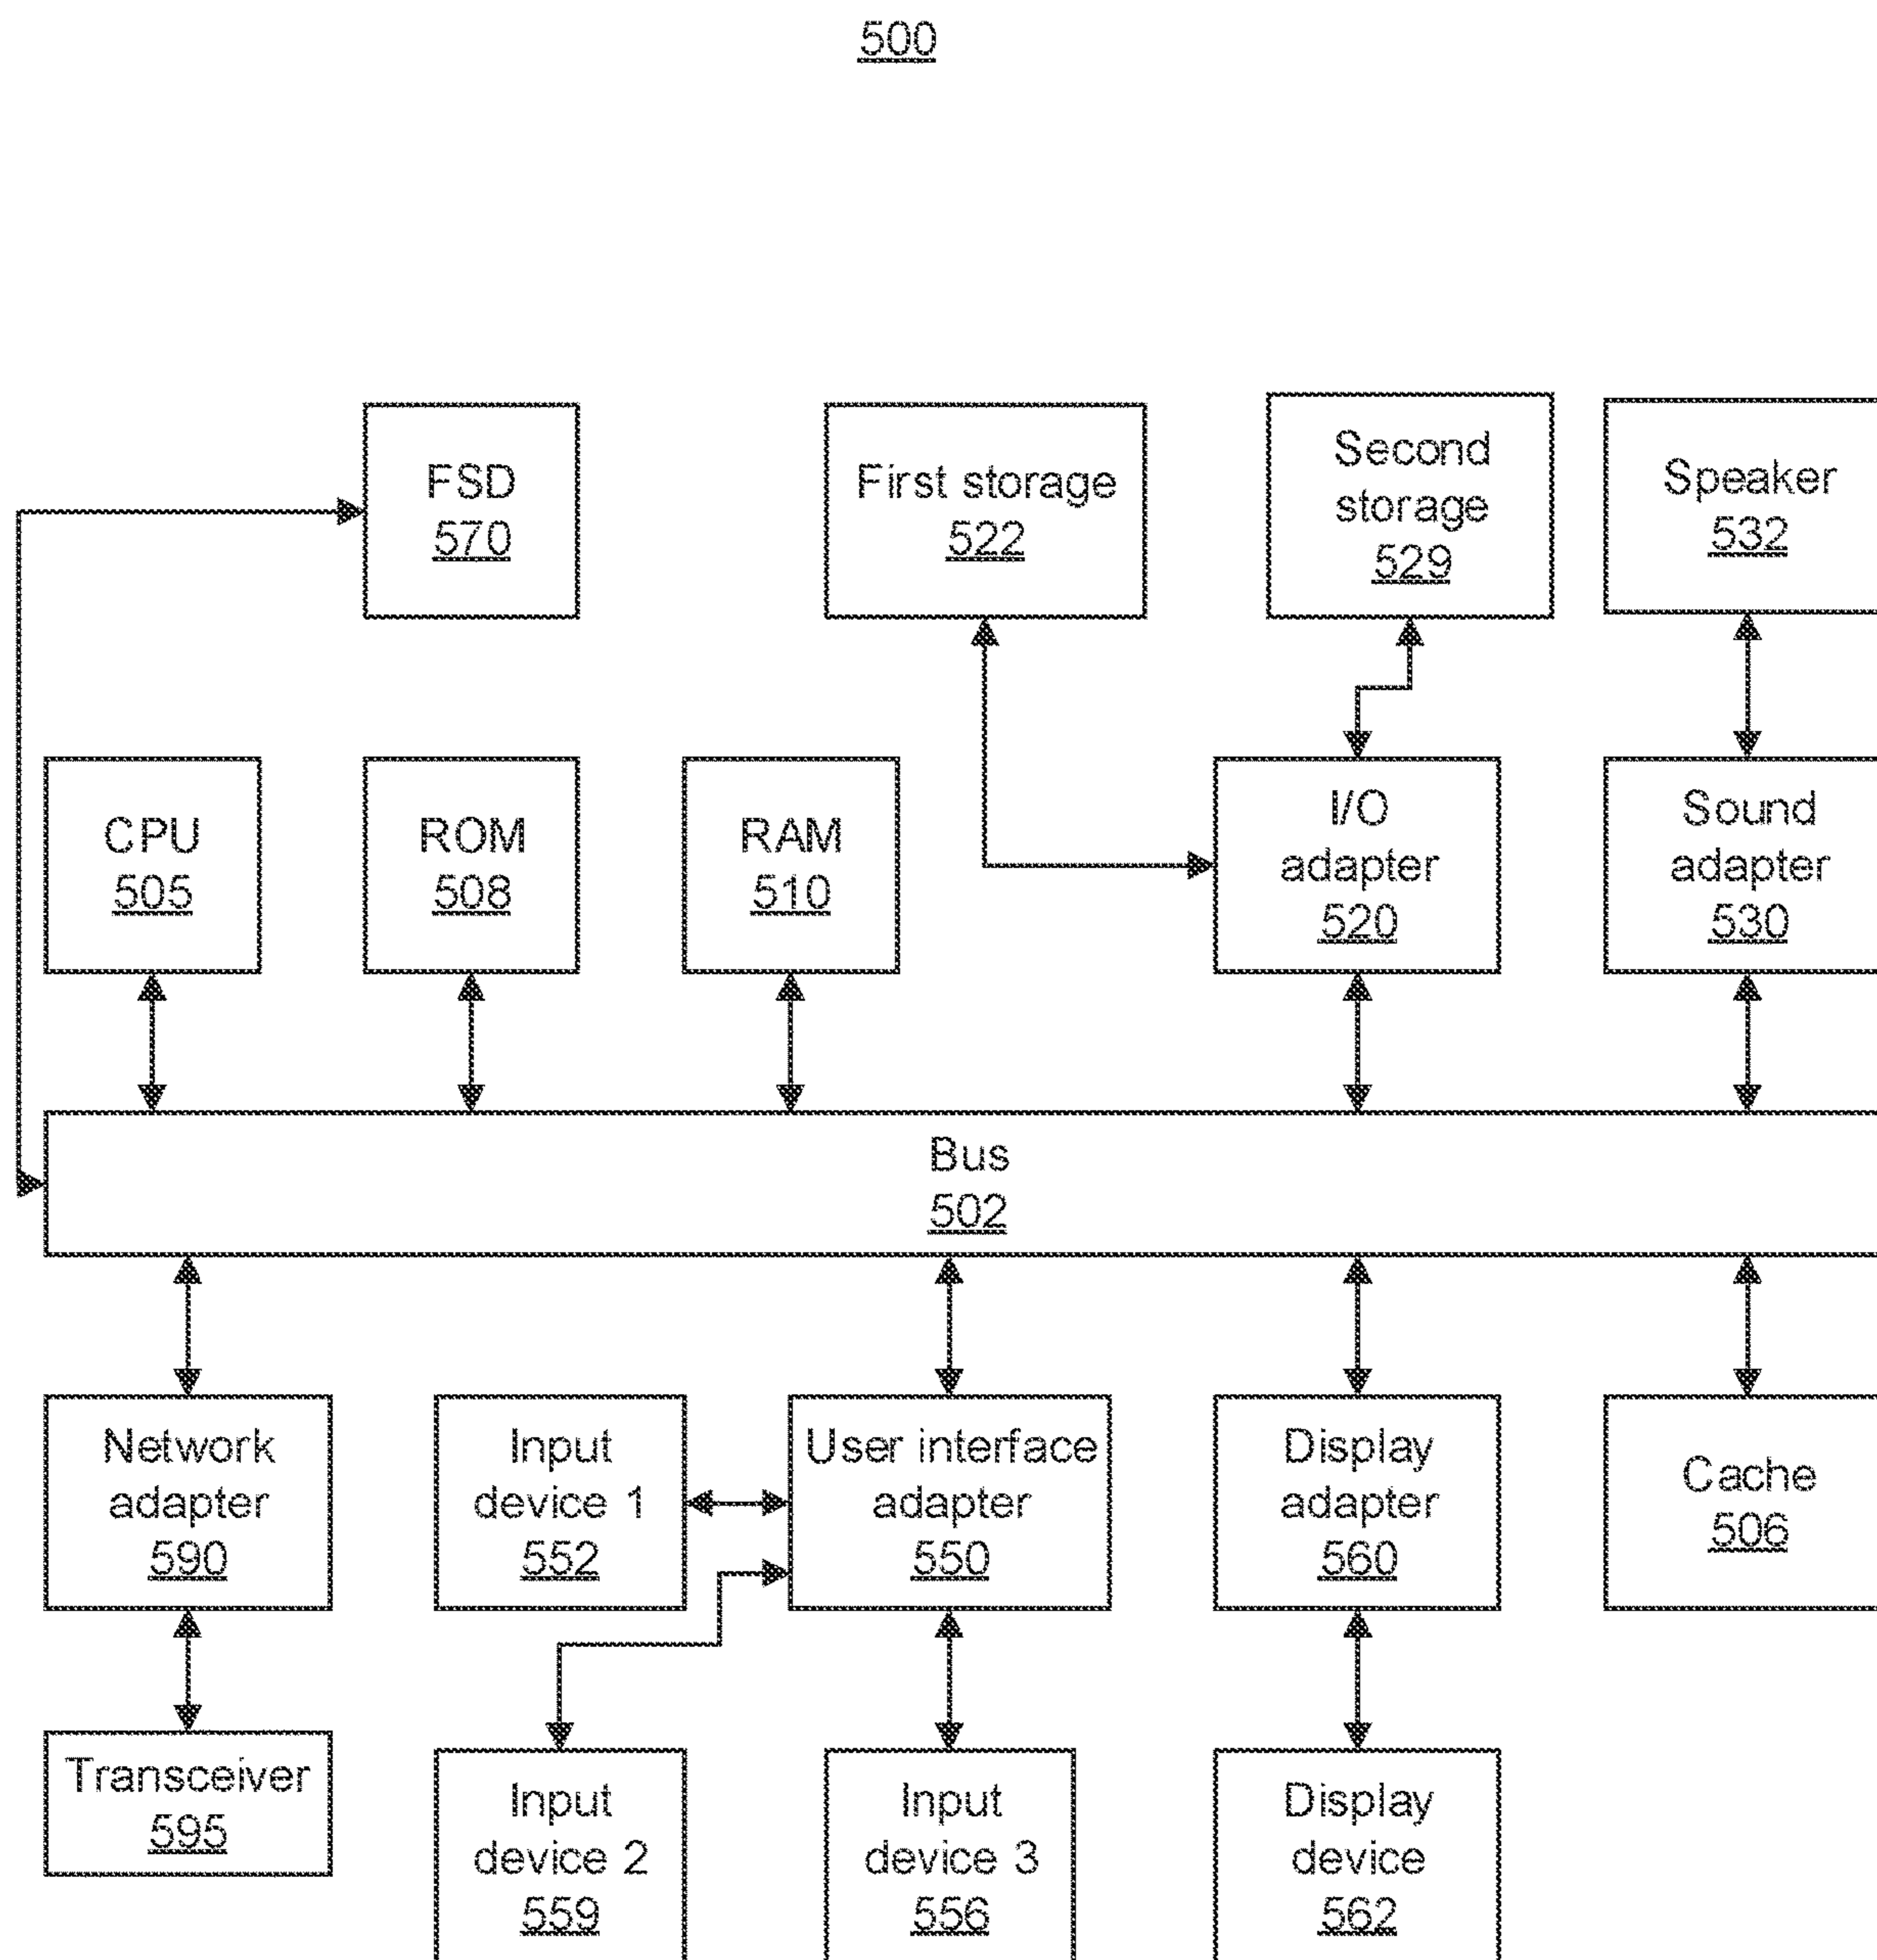 500
FSD
570
First storage
522
Second
storage
529
Speaker
532
CPU
505
ROM
508
RAM
510
I/O
adapter
520
Sound
adapter
530
Bus
502
Network
adapter
590
Input
device 1
552
User interface
adapter
550
Display
adapter
560
Cache
506
Transceiver
595
Input
device 2
559
Input
device 3
556
Display
device
562